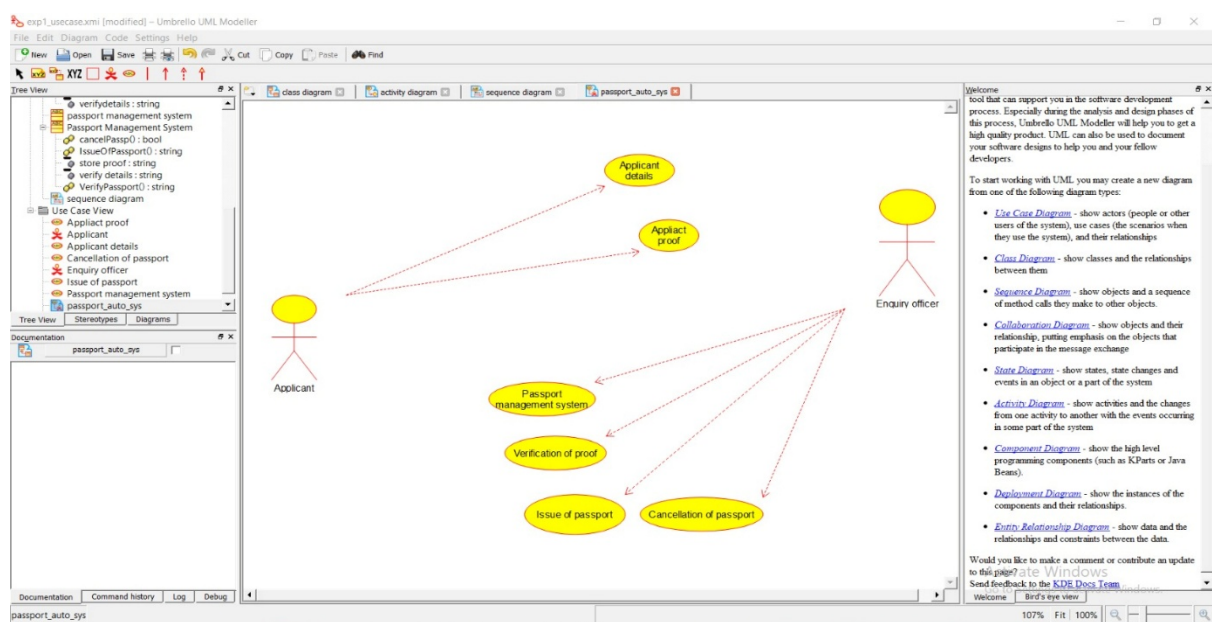 exp1_usecase.xmi [modified] – Umbrello UML Modeller
File Edit Diagram Code Settings Help
New Open Save Cut Copy Paste Find
XYZ XYZ
Tree View
verifydetails : string
passport management system
Passport Management System
cancelPassp() : bool
IssueOfPassport() : string
store proof : string
verify details : string
VerifyPassport() : string
sequence diagram
Use Case View
Appliact proof
Applicant
Applicant details
Cancellation of passport
Enquiry officer
Issue of passport
Passport management system
passport_auto_sys
Tree View Stereotypes Diagrams
Documentation
passport_auto_sys
Documentation Command history Log Debug
class diagram activity diagram sequence diagram passport_auto_sys
Applicant
details
Appliact
proof
Enquiry officer
Applicant
Passport
management system
Verification of proof
Issue of passport
Cancellation of passport
Welcome
tool that can support you in the software development
process. Especially during the analysis and design phases of
this process, Umbrello UML Modeller will help you to get a
high quality product. UML can also be used to document
your software designs to help you and your fellow
developers.
To start working with UML you may create a new diagram
from one of the following diagram types:
• Use Case Diagram - show actors (people or other
users of the system), use cases (the scenarios when
they use the system), and their relationships
• Class Diagram - show classes and the relationships
between them
• Sequence Diagram - show objects and a sequence
of method calls they make to other objects.
• Collaboration Diagram - show objects and their
relationship, putting emphasis on the objects that
participate in the message exchange
• State Diagram - show states, state changes and
events in an object or a part of the system
• Activity Diagram - show activities and the changes
from one activity to another with the events occurring
in some part of the system
• Component Diagram - show the high level
programming components (such as KParts or Java
Beans).
• Deployment Diagram - show the instances of the
components and their relationships.
• Entity Relationship Diagram - show data and the
relationships and constraints between the data.
Would you like to make a comment or contribute an update
to this page?
Send feedback to the KDE Docs Team
Welcome Bird's eye view
passport_auto_sys
107% Fit 100%